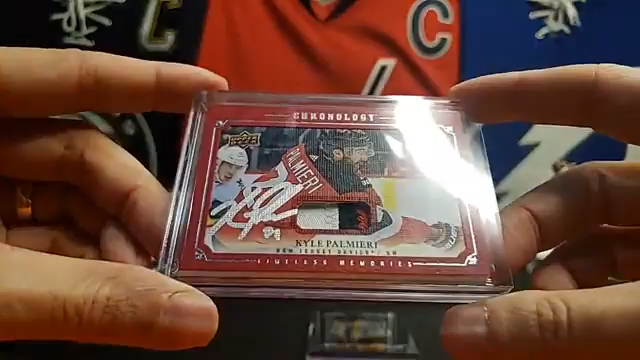 C
C
CHRONOLOGY
UPPER DECK
PALMIERI
KYLE PALMIERI
NEW JERSEY DEVILS / RW
TIMELESS MEMORIES